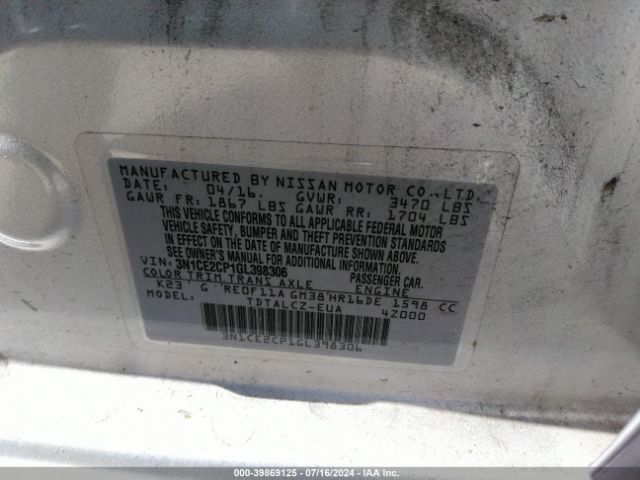 MANUFACTURED BY NISSAN MOTOR CO., LTD.
DATE: 04/16 GVWR: 3470 LBS
GAWR FR: 1867 LBS GAWR RR: 1704 LBS
THIS VEHICLE CONFORMS TO ALL APPLICABLE FEDERAL MOTOR
VEHICLE SAFETY, BUMPER AND THEFT PREVENTION STANDARDS
IN EFFECT ON THE DATE OF MANUFACTURE SHOWN ABOVE.
SEE OWNERS MANUAL FOR ADDITIONAL INFORMATION.
VIN: 3N1CE2CP1GL398306 PASSENGER CAR
COLOR TRIM TRANS AXLE ENGINE
K23 G RE0F11A GM38 HR16DE 1598 CC
TDTALCZ-EUA 4Z000
3N1CE2CP1GL398306
10-WWW-39869125 - 07/16/2024 - IAA Inc.